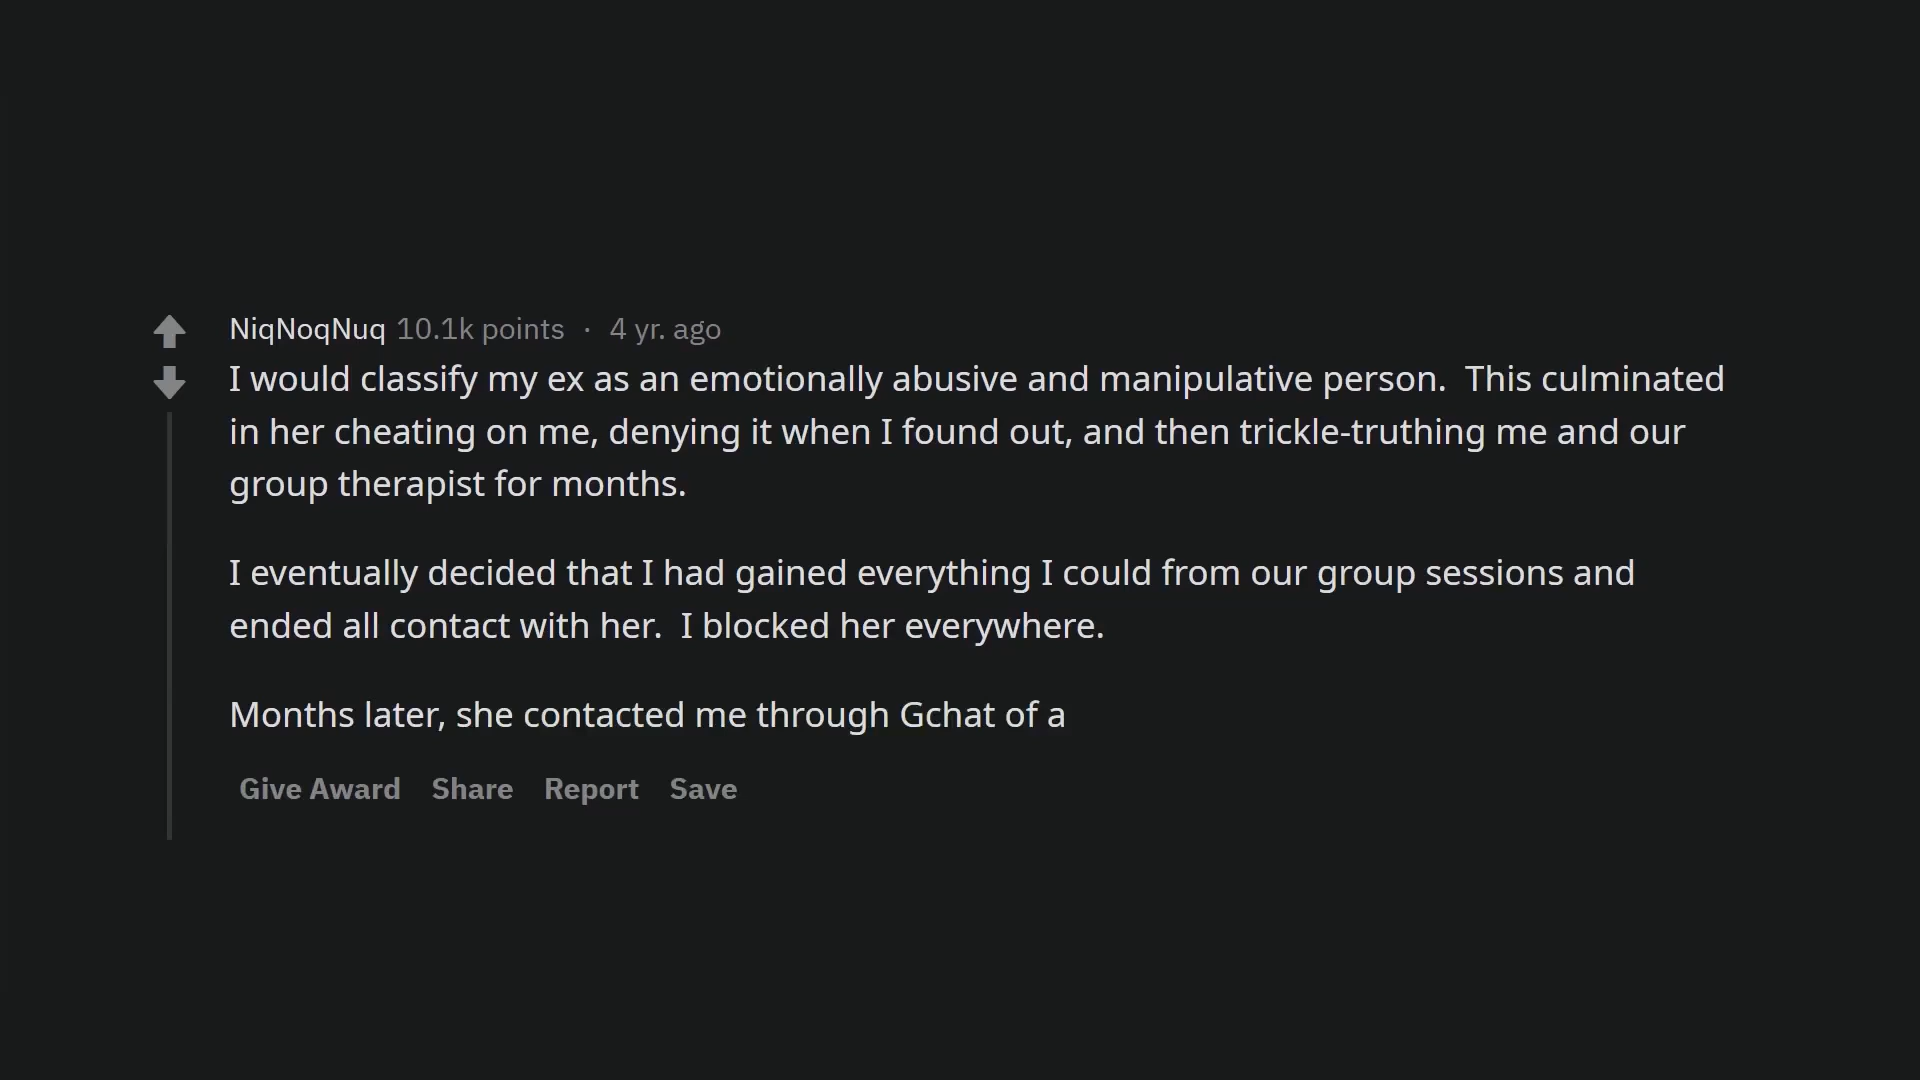 NiqNoqNuq 10.1k points · 4 yr. ago
I would classify my ex as an emotionally abusive and manipulative person.  This culminated
in her cheating on me, denying it when I found out, and then trickle-truthing me and our
group therapist for months.
I eventually decided that I had gained everything I could from our group sessions and
ended all contact with her.  I blocked her everywhere.
Months later, she contacted me through Gchat of a
Give Award Share Report Save